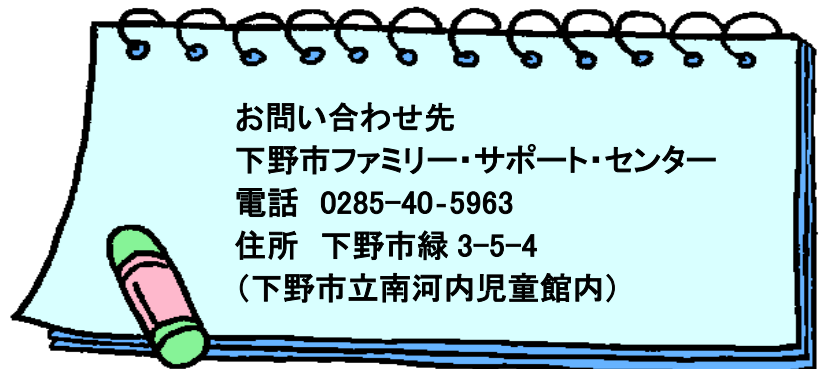 お問い合わせ先
下野市ファミリー・サポート・センター
電話　0285-40-5963
住所　下野市緑 3-5-4
（下野市立南河内児童館内）